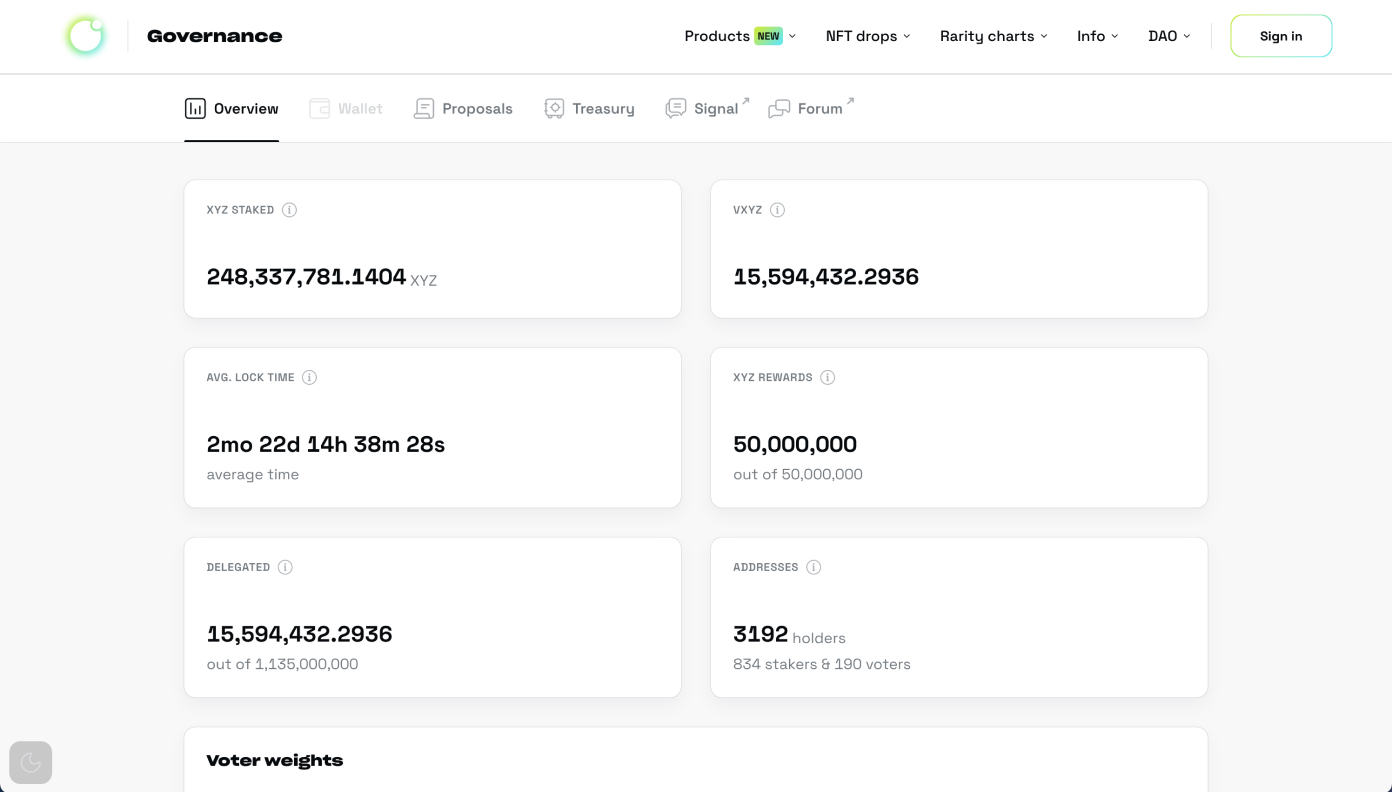 Governance
Products NEW
NFT drops
Rarity charts
Info
DAO
Sign in
Overview
Wallet
Proposals
Treasury
Signal
Forum
XYZ STAKED
248,337,781.1404 XYZ
VXYZ
15,594,432.2936
AVG. LOCK TIME
2mo 22d 14h 38m 28s
average time
XYZ REWARDS
50,000,000
out of 50,000,000
DELEGATED
15,594,432.2936
out of 1,135,000,000
ADDRESSES
3192 holders
834 stakers & 190 voters
Voter weights